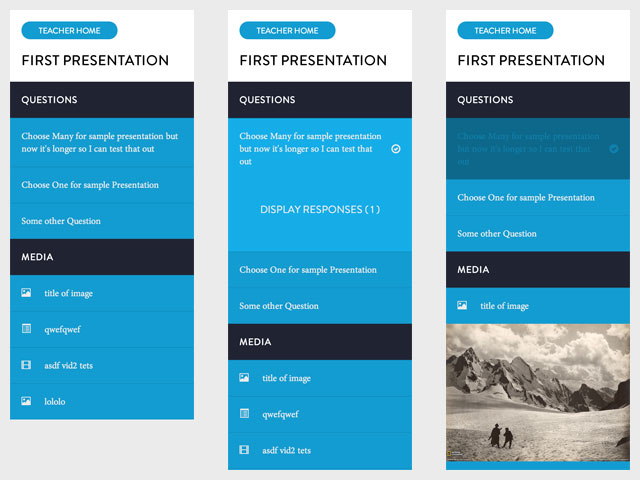 TEACHER HOME
FIRST PRESENTATION
QUESTIONS
Choose Many for sample presentation but
now it's longer so I can test that
out
Choose One for sample Presentation
Some other Question
MEDIA
title of image
qwefqwef
asdf vid2 tets
lololo
TEACHER HOME
FIRST PRESENTATION
QUESTIONS
Choose Many for sample presentation
but now it's longer so I can test that
out
DISPLAY RESPONSES ( 1 )
Choose One for sample Presentation
Some other Question
MEDIA
title of image
qwefqwef
asdf vid2 tets
TEACHER HOME
FIRST PRESENTATION
QUESTIONS
Choose Many for sample presentation
but now it's longer so I can test that
out
Choose One for sample Presentation
Some other Question
MEDIA
title of image